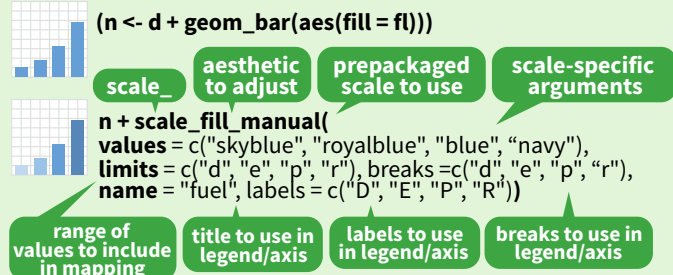 (n <- d + geom_bar(aes(fill = fl)))
scale_
aesthetic
to adjust
prepackaged
scale to use
scale-specific
arguments
n + scale_fill_manual(
values = c("skyblue", "royalblue", "blue", “navy"),
limits = c("d", "e", "p", "r"), breaks =c("d", "e", "p", “r"),
name = "fuel", labels = c("D", "E", "P", "R"))
range of
values to include
in mapping
title to use in
legend/axis
labels to use
in legend/axis
breaks to use in
legend/axis